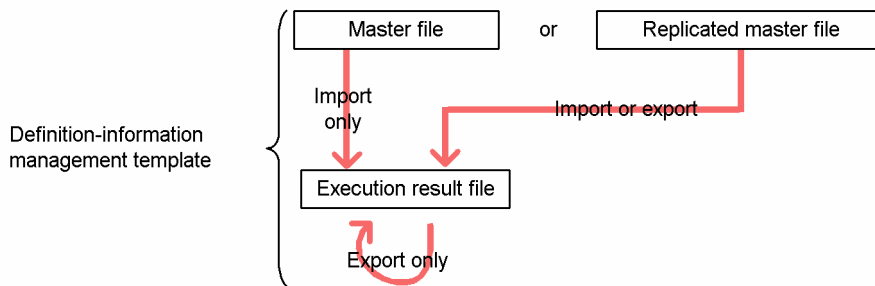 Master file
or
Replicated master file
Import
only
Import or export
Definition-information
management template
Execution result file
Export only